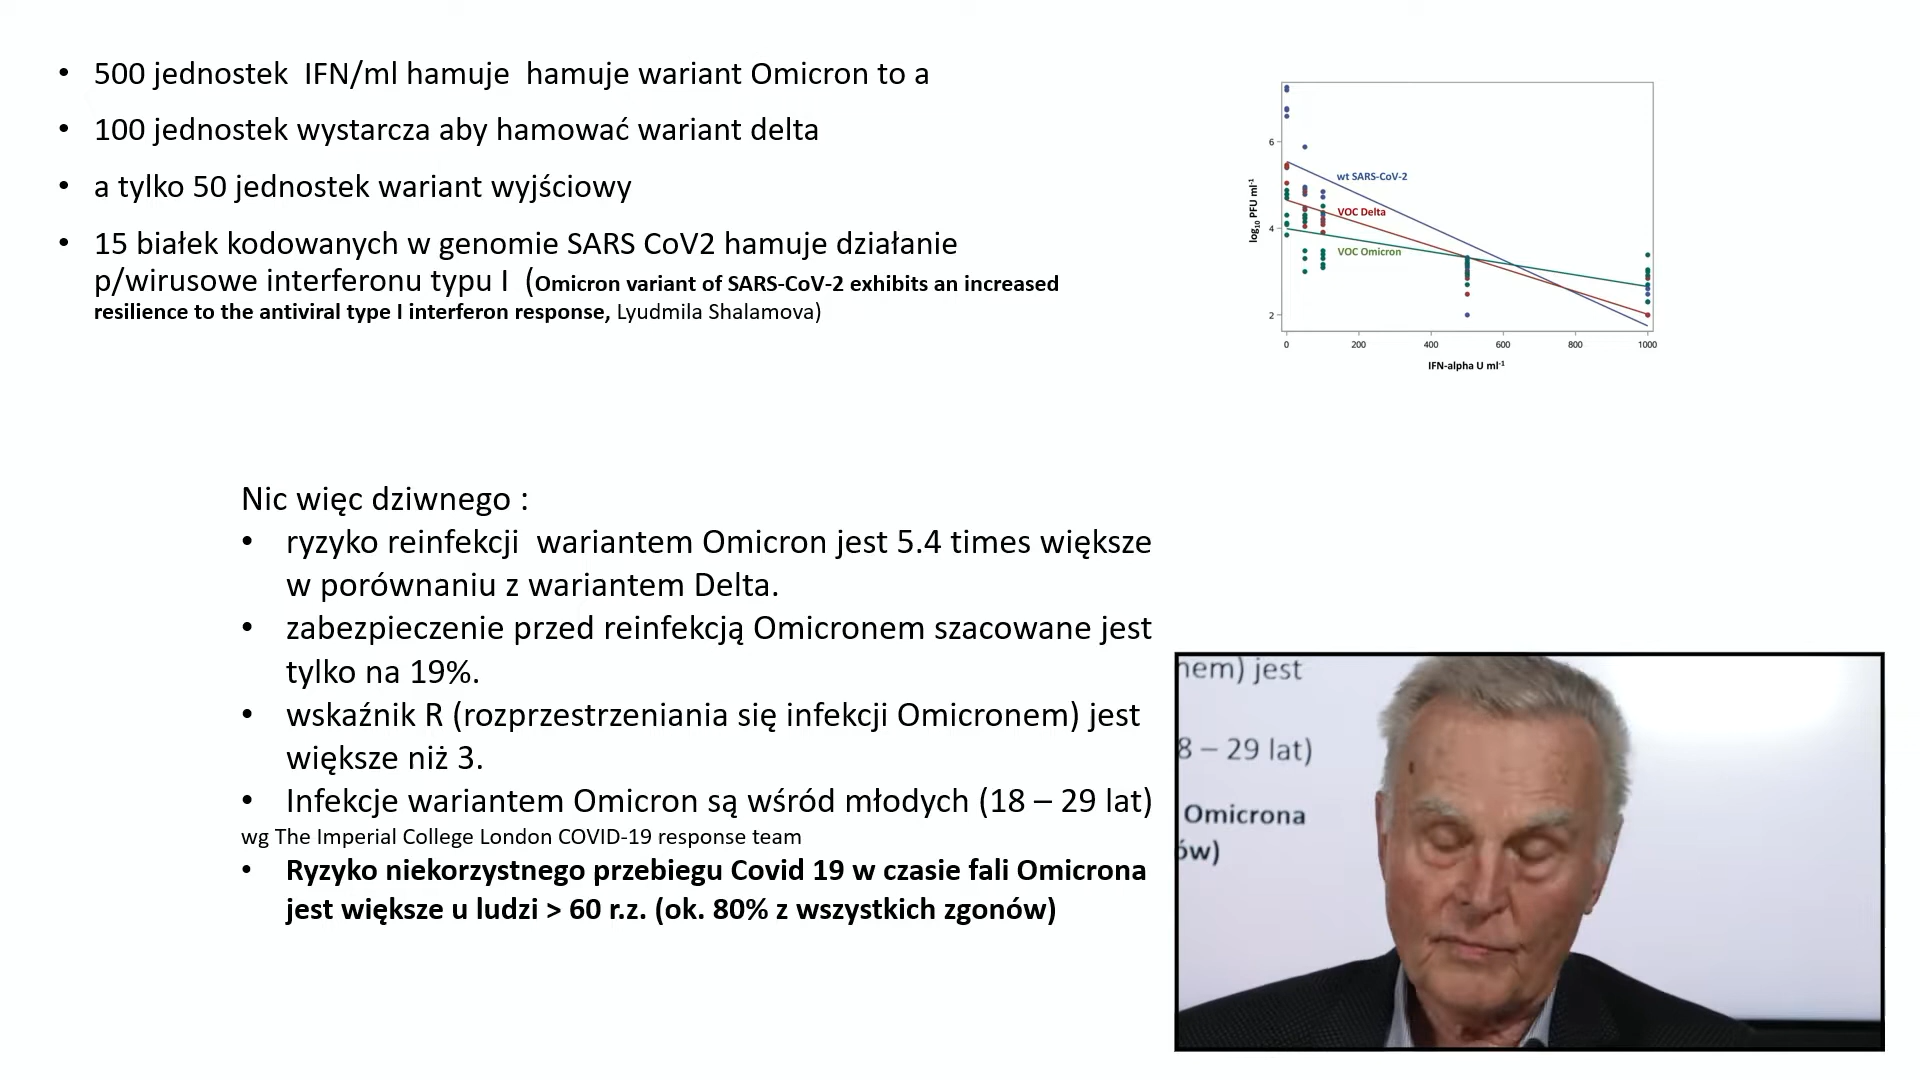 • 500 jednostek  IFN/ml hamuje  hamuje wariant Omicron to a
• 100 jednostek wystarcza aby hamować wariant delta
• a tylko 50 jednostek wariant wyjściowy
• 15 białek kodowanych w genomie SARS CoV2 hamuje działanie
p/wirusowe interferonu typu I  (Omicron variant of SARS-CoV-2 exhibits an increased
resilience to the antiviral type I interferon response, Lyudmila Shalamova)
6
4
2
log10 PFU ml-1
wt SARS-CoV-2
VOC Delta
VOC Omicron
0 200 400 600 800 1000
IFN-alpha U ml-1
Nic więc dziwnego :
• ryzyko reinfekcji  wariantem Omicron jest 5.4 times większe
w porównaniu z wariantem Delta.
• zabezpieczenie przed reinfekcją Omicronem szacowane jest
tylko na 19%.
• wskaźnik R (rozprzestrzeniania się infekcji Omicronem) jest
większe niż 3.
• Infekcje wariantem Omicron są wśród młodych (18 – 29 lat)
wg The Imperial College London COVID-19 response team
• Ryzyko niekorzystnego przebiegu Covid 19 w czasie fali Omicrona
jest większe u ludzi > 60 r.z. (ok. 80% z wszystkich zgonów)
nem) jest
8 – 29 lat)
Omicrona
ów)